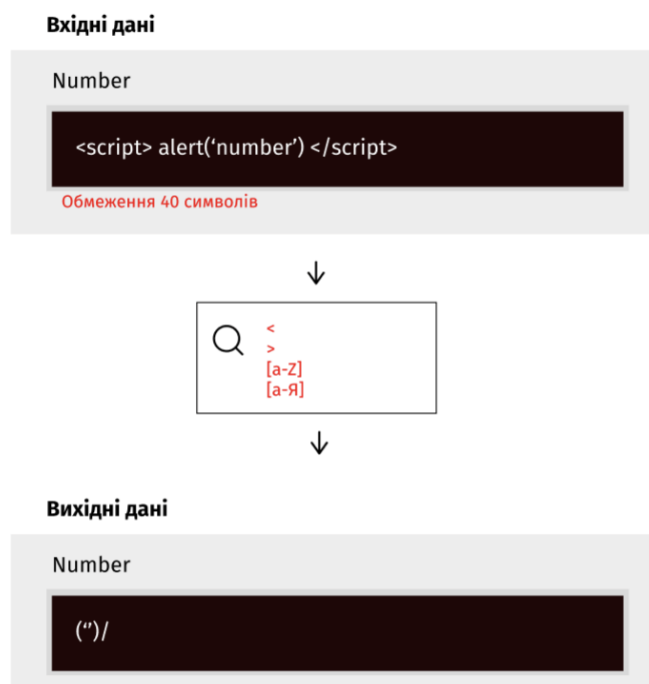 Вхідні дані
Number
<script> alert(‘number’) </script>
Обмеження 40 символів
<
>
[a-Z]
[а-Я]
Вихідні дані
Number
(‘’)/